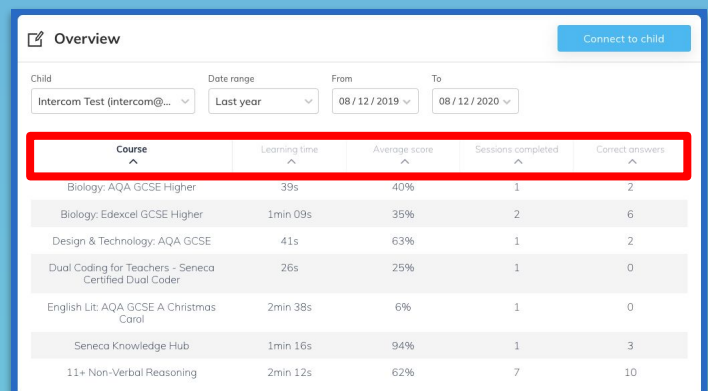 Overview
Connect to child
Child Date range From To
Intercom Test (intercom@... Last year 08 / 12 / 2019 08 / 12 / 2020
Course Learning time Average score Sessions completed Correct answers
Biology: AQA GCSE Higher 39s 40% 1 2
Biology: Edexcel GCSE Higher 1min 09s 35% 2 6
Design & Technology: AQA GCSE 41s 63% 1 2
Dual Coding for Teachers - Seneca
Certified Dual Coder 26s 25% 1 0
English Lit: AQA GCSE A Christmas
Carol 2min 38s 6% 1 0
Seneca Knowledge Hub 1min 16s 94% 1 3
11+ Non-Verbal Reasoning 2min 12s 62% 7 10